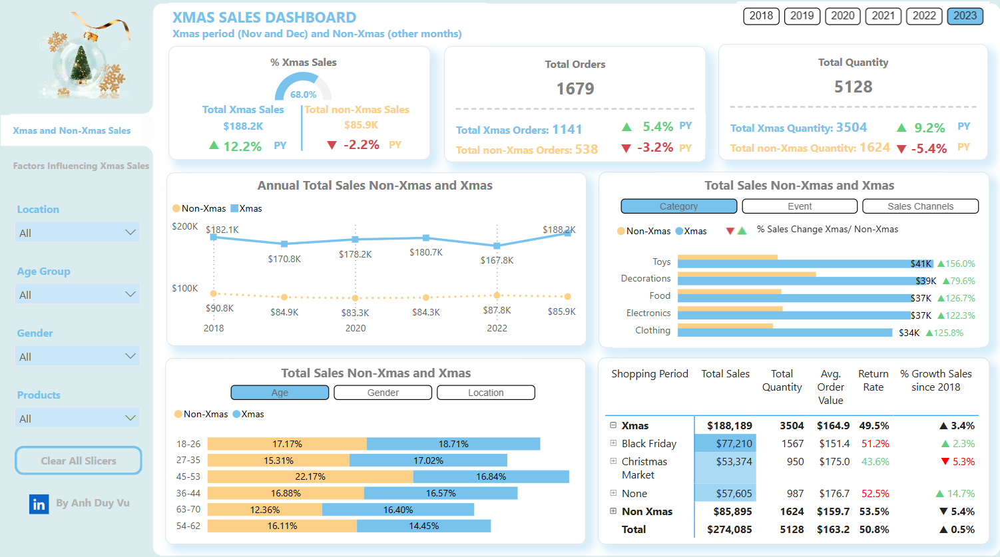 XMAS SALES DASHBOARD
Xmas period (Nov and Dec) and Non-Xmas (other months)
2018 2019 2020 2021 2022 2023
Xmas and Non-Xmas Sales
Factors Influencing Xmas Sales
Location
All
Age Group
All
Gender
All
Products
All
Clear All Slicers
in By Anh Duy Vu
% Xmas Sales
68.0%
Total Xmas Sales Total non-Xmas Sales
$188.2K $85.9K
▲ 12.2% PY ▼ -2.2% PY
Total Orders
1679
Total Xmas Orders: 1141 ▲ 5.4% PY
Total non-Xmas Orders: 538 ▼ -3.2% PY
Total Quantity
5128
Total Xmas Quantity: 3504 ▲ 9.2% PY
Total non-Xmas Quantity: 1624 ▼ -5.4% PY
Annual Total Sales Non-Xmas and Xmas
Non-Xmas Xmas
$200K
$182.1K $170.8K $178.2K $180.7K $167.8K $188.2K
$100K
$90.8K $84.9K $83.3K $84.3K $87.8K $85.9K
2018 2020 2022
Total Sales Non-Xmas and Xmas
Category Event Sales Channels
Non-Xmas Xmas ▼▲ % Sales Change Xmas/ Non-Xmas
Toys $41K ▲156.0%
Decorations $39K ▲79.6%
Food $37K ▲126.7%
Electronics $37K ▲122.3%
Clothing $34K ▲125.8%
Total Sales Non-Xmas and Xmas
Age Gender Location
Non-Xmas Xmas
18-26 17.17% 18.71%
27-35 15.31% 17.02%
45-53 22.17% 16.84%
36-44 16.88% 16.57%
63-70 12.36% 16.40%
54-62 16.11% 14.45%
Shopping Period Total Sales Total Quantity Avg. Order Value Return Rate % Growth Sales since 2018
Xmas $188,189 3504 $164.9 49.5% ▲ 3.4%
Black Friday $77,210 1567 $151.4 51.2% ▲ 2.3%
Christmas Market $53,374 950 $175.0 43.6% ▼ 5.3%
None $57,605 987 $176.7 52.5% ▲ 14.7%
Non Xmas $85,895 1624 $159.7 53.5% ▼ 5.4%
Total $274,085 5128 $163.2 50.8% ▲ 0.5%